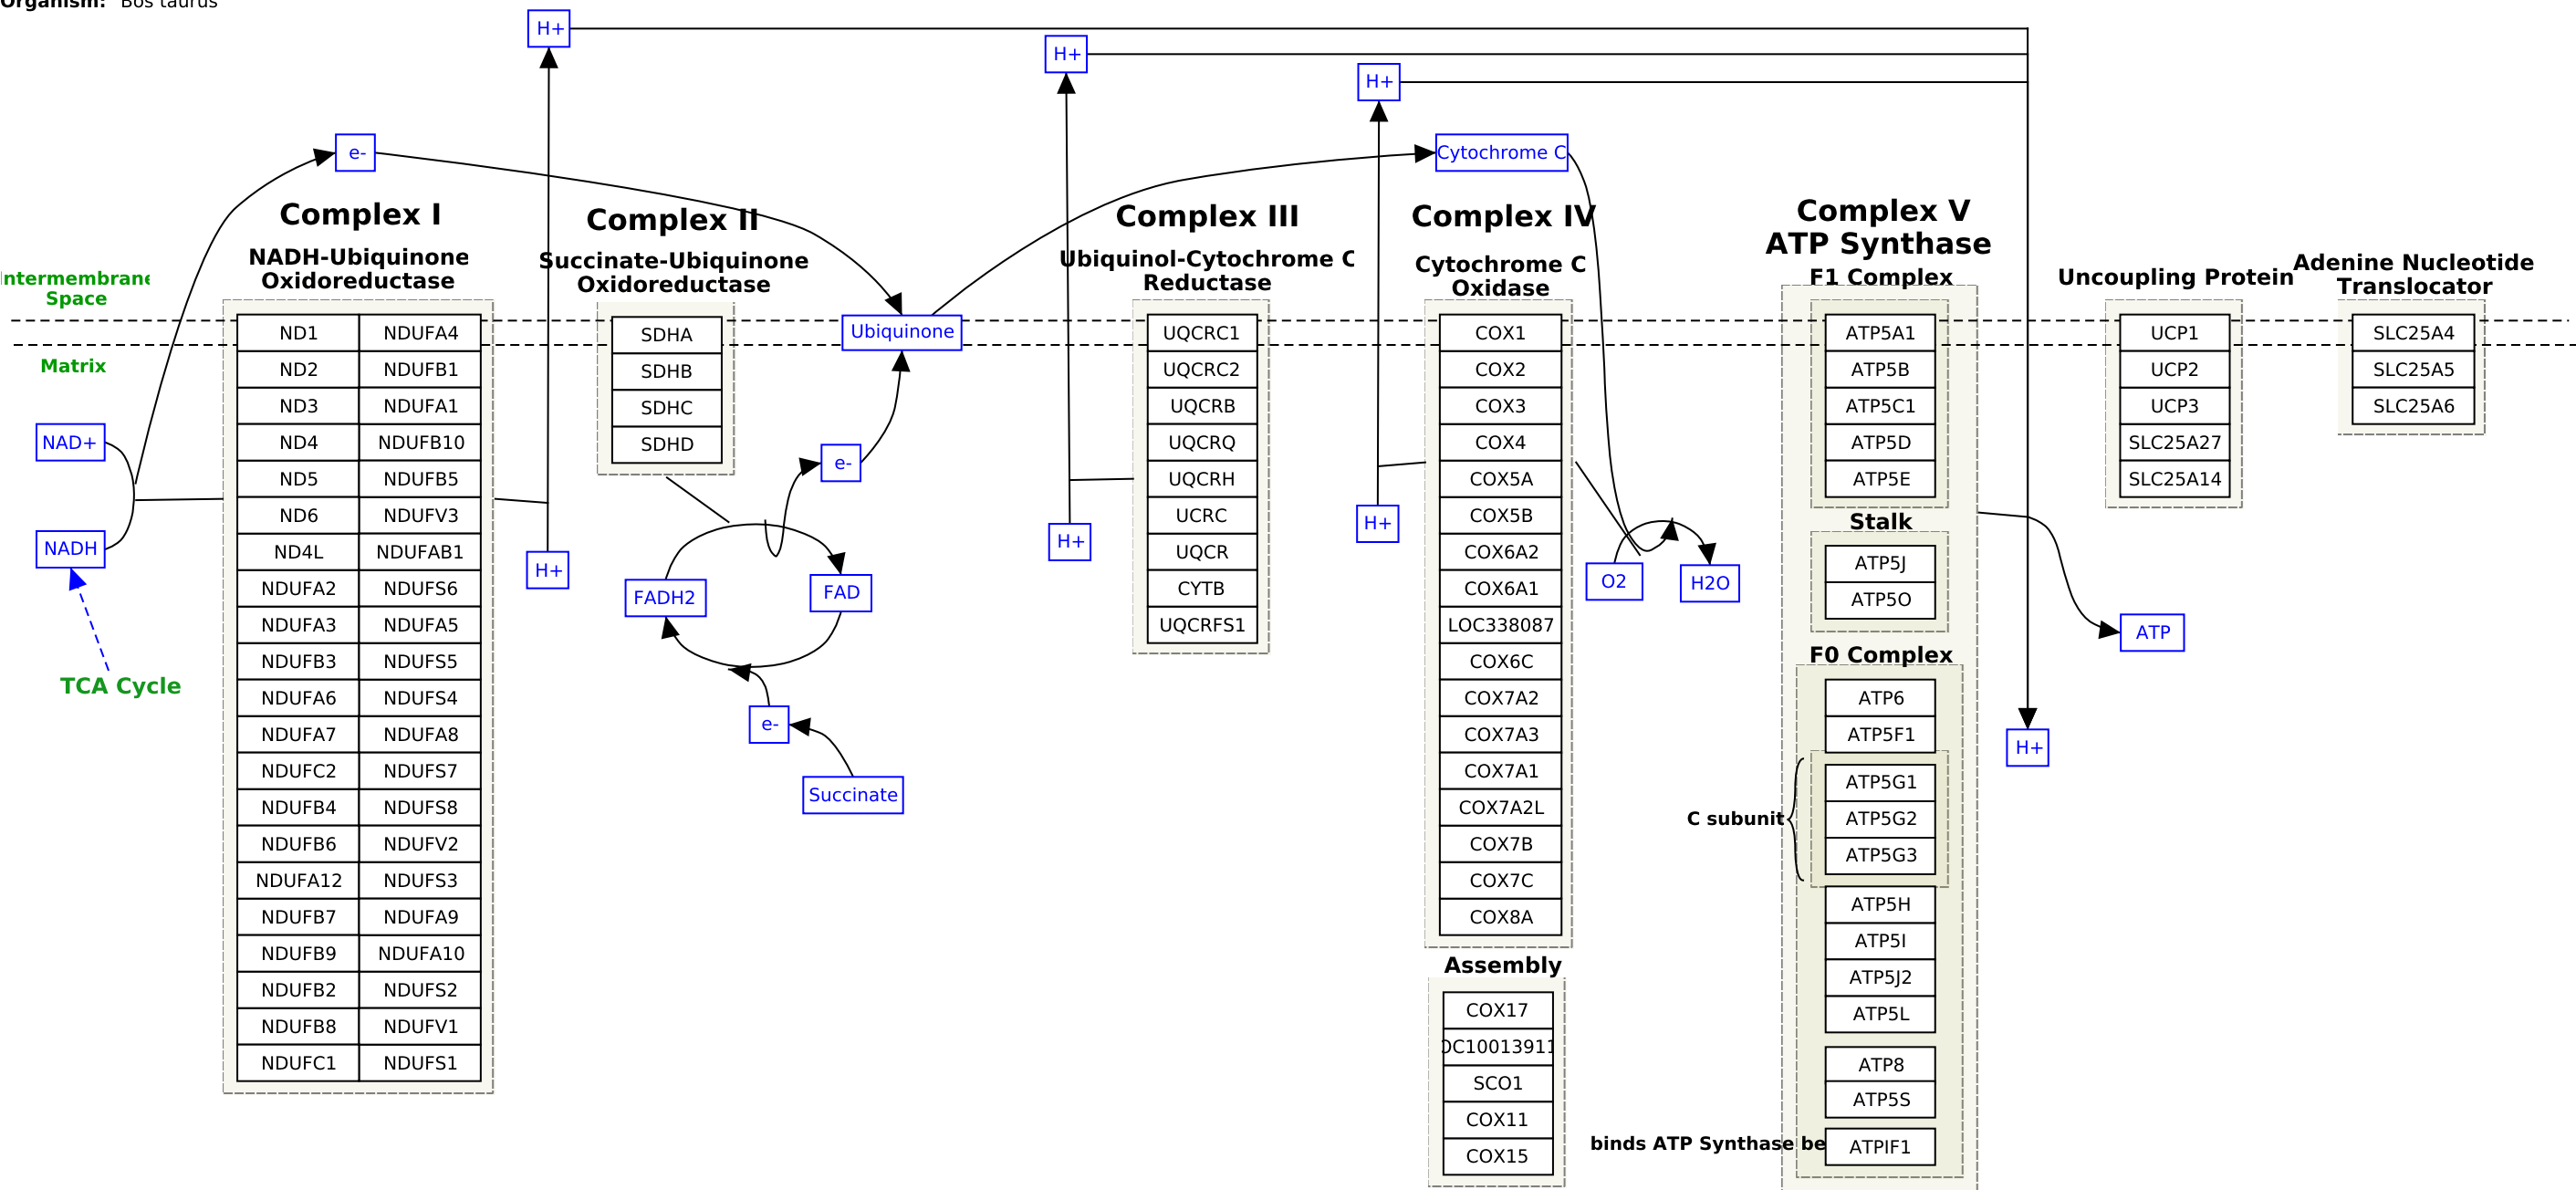 Organism: Bos taurus
H+
H+
H+
e-
Cytochrome C
Complex I
NADH-Ubiquinone
Oxidoreductase
Complex II
Succinate-Ubiquinone
Oxidoreductase
Complex III
Ubiquinol-Cytochrome C
Reductase
Complex IV
Cytochrome C
Oxidase
Complex V
ATP Synthase
F1 Complex
Uncoupling Protein
Adenine Nucleotide
Translocator
Intermembrane
Space
Matrix
NAD+
NADH
TCA Cycle
ND1 NDUFA4
ND2 NDUFB1
ND3 NDUFA1
ND4 NDUFB10
ND5 NDUFB5
ND6 NDUFV3
ND4L NDUFAB1
NDUFA2 NDUFS6
NDUFA3 NDUFA5
NDUFB3 NDUFS5
NDUFA6 NDUFS4
NDUFA7 NDUFA8
NDUFC2 NDUFS7
NDUFB4 NDUFS8
NDUFB6 NDUFV2
NDUFA12 NDUFS3
NDUFB7 NDUFA9
NDUFB9 NDUFA10
NDUFB2 NDUFS2
NDUFB8 NDUFV1
NDUFC1 NDUFS1
H+
SDHA
SDHB
SDHC
SDHD
Ubiquinone
e-
FADH2
FAD
e-
Succinate
H+
UQCRC1
UQCRC2
UQCRB
UQCRQ
UQCRH
UCRC
UQCR
CYTB
UQCRFS1
H+
COX1
COX2
COX3
COX4
COX5A
COX5B
COX6A2
COX6A1
LOC338087
COX6C
COX7A2
COX7A3
COX7A1
COX7A2L
COX7B
COX7C
COX8A
Assembly
COX17
OC10013911
SCO1
COX11
COX15
O2
H2O
ATP5A1
ATP5B
ATP5C1
ATP5D
ATP5E
Stalk
ATP5J
ATP5O
F0 Complex
ATP6
ATP5F1
C subunit
ATP5G1
ATP5G2
ATP5G3
ATP5H
ATP5I
ATP5J2
ATP5L
ATP8
ATP5S
binds ATP Synthase be
ATPIF1
H+
ATP
UCP1
UCP2
UCP3
SLC25A27
SLC25A14
SLC25A4
SLC25A5
SLC25A6